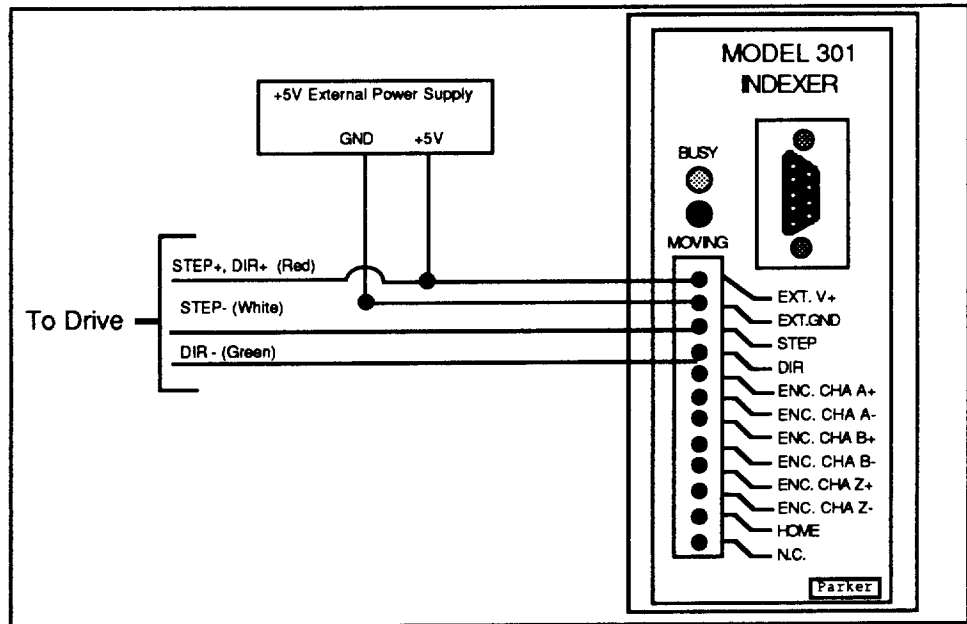 MODEL 301
INDEXER
+5V External Power Supply
GND +5V
BUSY
MOVING
STEP+, DIR+ (Red)
STEP- (White)
To Drive
DIR - (Green)
EXT. V+
EXT.GND
STEP
DIR
ENC. CHA A+
ENC. CHA A-
ENC. CHA B+
ENC. CHA B-
ENC. CHA Z+
ENC. CHA Z-
HOME
N.C.
Parker